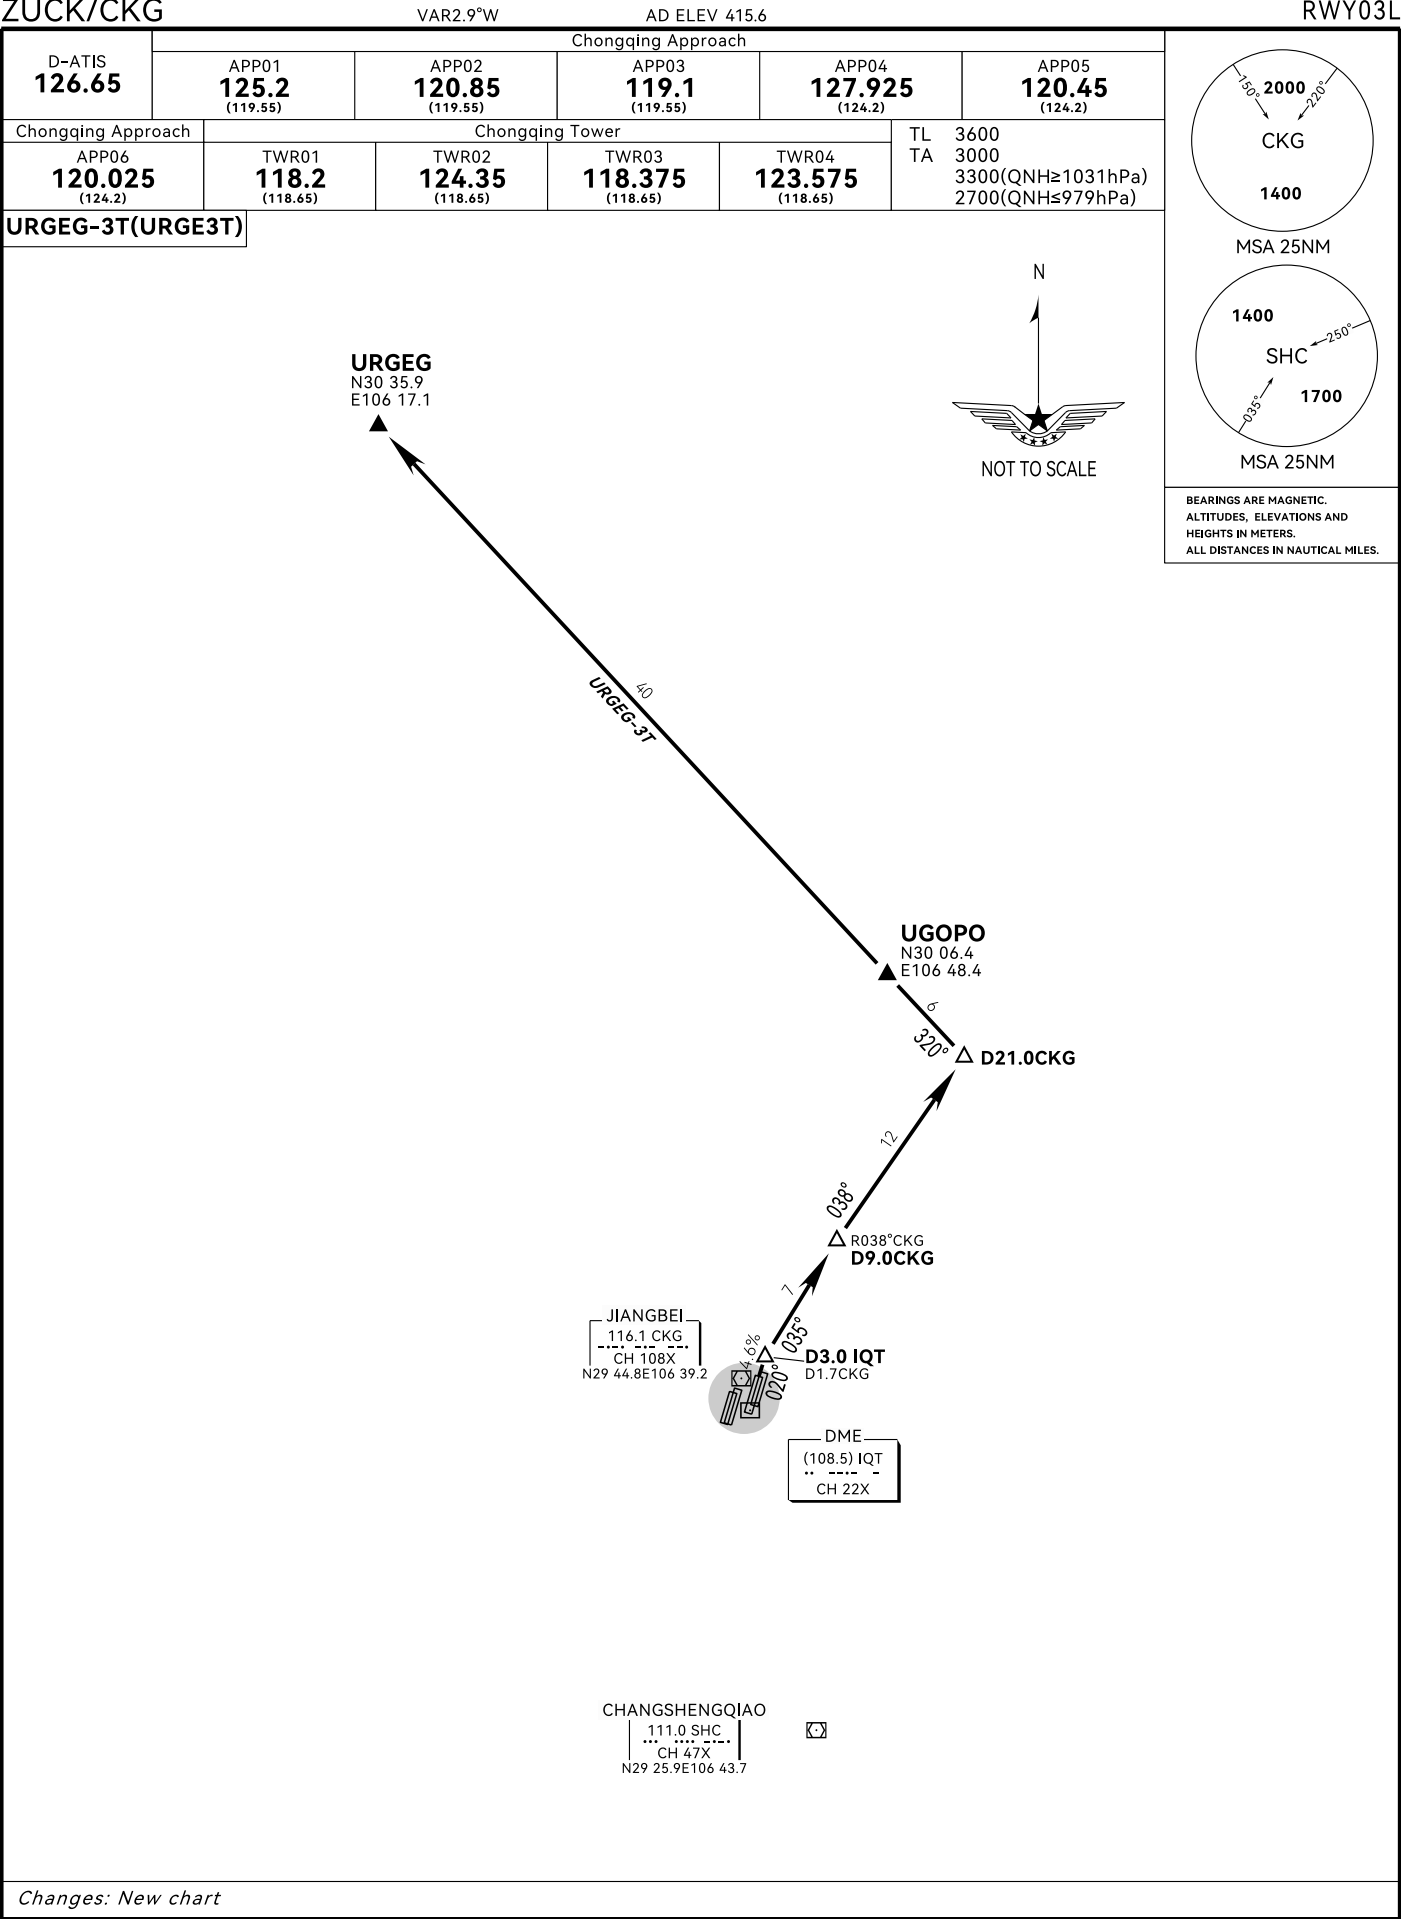 ZUCK/CKG VAR2.9°W AD ELEV 415.6 RWY03L
D-ATIS
126.65
Chongqing Approach
APP01
125.2
(119.55)
APP02
120.85
(119.55)
APP03
119.1
(119.55)
APP04
127.925
(124.2)
APP05
120.45
(124.2)
Chongqing Approach
APP06
120.025
(124.2)
Chongqing Tower
TWR01
118.2
(118.65)
TWR02
124.35
(118.65)
TWR03
118.375
(118.65)
TWR04
123.575
(118.65)
TL 3600
TA 3000
3300(QNH≥1031hPa)
2700(QNH≤979hPa)
150°
2000
220°
CKG
1400
MSA 25NM
1400
250°
SHC
035°
1700
MSA 25NM
BEARINGS ARE MAGNETIC.
ALTITUDES, ELEVATIONS AND
HEIGHTS IN METERS.
ALL DISTANCES IN NAUTICAL MILES.
URGEG-3T(URGE3T)
N
NOT TO SCALE
URGEG
N30 35.9
E106 17.1
40
URGEG-3T
UGOPO
N30 06.4
E106 48.4
6
320°
D21.0CKG
12
038°
R038°CKG
D9.0CKG
7
035°
JIANGBEI
116.1 CKG
CH 108X
N29 44.8E106 39.2
4.6%
D3.0 IQT
D1.7CKG
020°
DME
(108.5) IQT
CH 22X
CHANGSHENGQIAO
111.0 SHC
CH 47X
N29 25.9E106 43.7
Changes: New chart